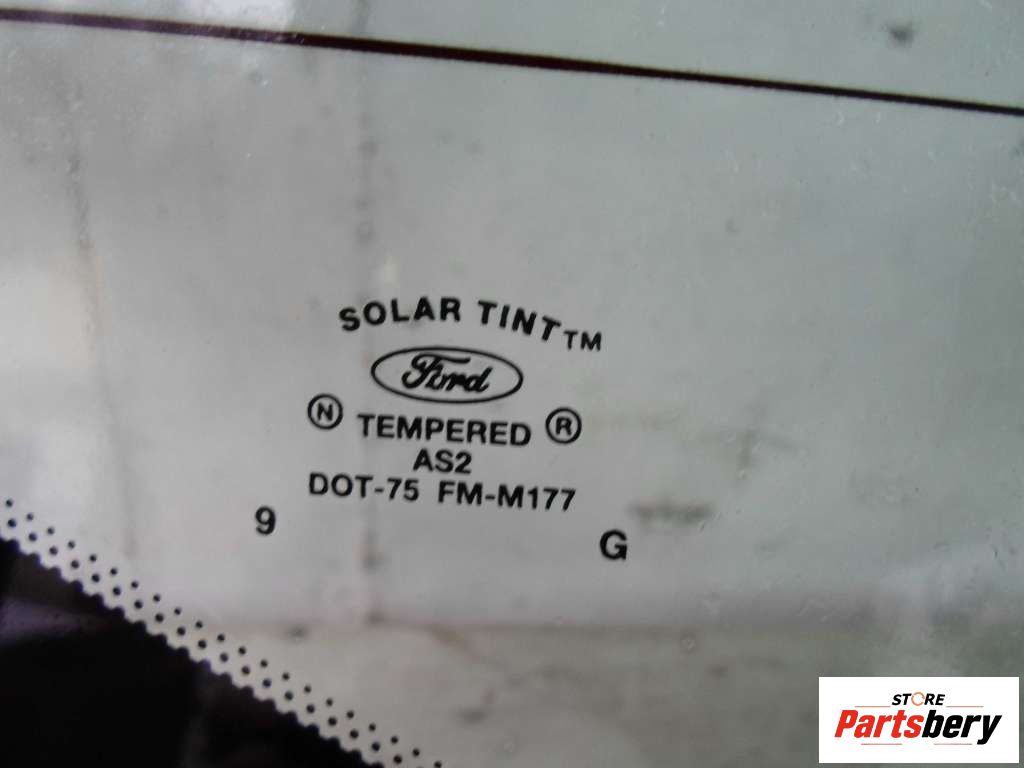 SOLAR TINT™
Ford
Ⓝ TEMPERED ®
AS2
DOT-75 FM-M177
9 G
STORE
Partsbery